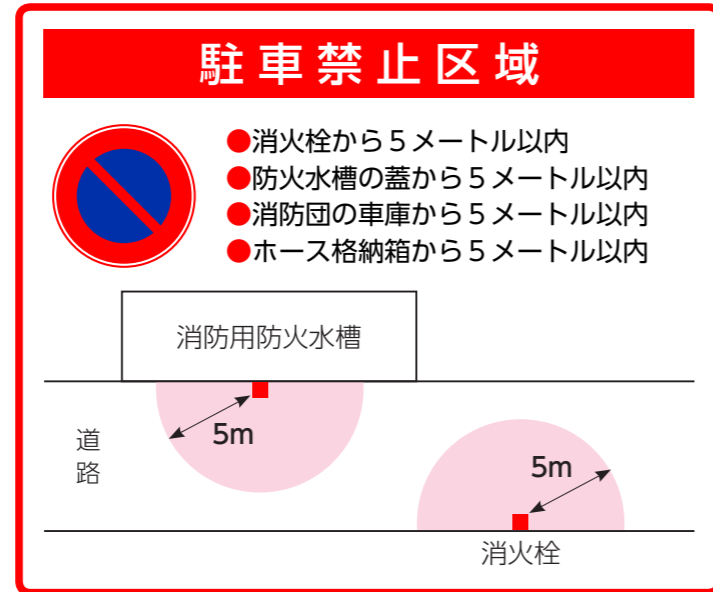 駐車禁止区域
●消火栓から５メートル以内
●防火水槽の蓋から５メートル以内
●消防団の車庫から５メートル以内
●ホース格納箱から５メートル以内
消防用防火水槽
道路
5m
5m
消火栓